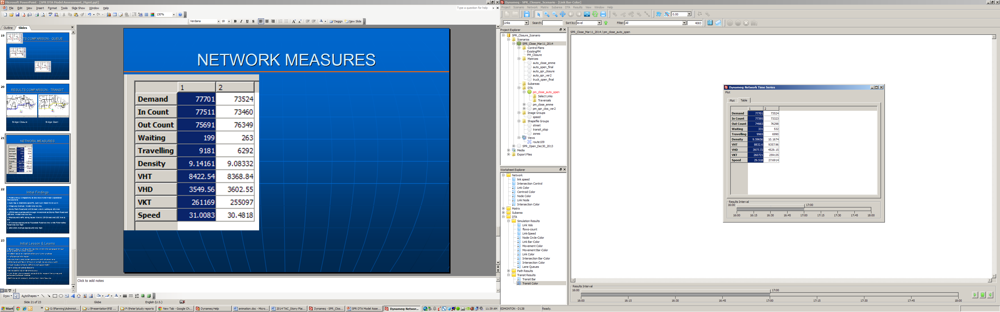 Microsoft PowerPoint - [SPR DTA Model Assessment_Mgmt.ppt]
File Edit View Insert Format Tools Slide Show Window Help
Type a question for help
130%
Verdana 18 B I U S Design New Slide
Outline Slides
19
TS COMPARISON - QUEUE
20
RESULTS COMPARISON - TRANSIT
Bridge Closure Bridge Open
21
NETWORK MEASURES
22
Initial Findings
23
Initial Lesson & Learns
NETWORK MEASURES
1 2
Demand 77701 73524
In Count 77511 73460
Out Count 75691 76349
Waiting 199 263
Travelling 9181 6292
Density 9.14161 9.08332
VHT 8422.54 8368.84
VHD 3549.56 3602.55
VKT 261169 255097
Speed 31.0083 30.4818
Click to add notes
Draw AutoShapes
Slide 21 of 23 Globe English (U.S.)
Dynameq - SPR_Closure_Scenario - [Link Bar-Color]
Project Scenario Network Matrix Subarea DTA Results View Window Help
0.00
Links Search: Sort by: level Filter: All 4083
Project Explorer
SPR_Closure_Scenario
Scenarios
SPR_Close_Mar11_2014
Control Plans
ExistingPM
PM_Closure
Matrices
auto_close_emme
auto_open_final
auto_spr_closure
auto_spr_ver2
truck_open_final
Subareas
DTA
pm_close_auto_open
Select Links
Traversals
pm_close_emme
pm_spr_clos_ver2
Image Groups
speed
Shapefile Groups
street
transit_stop
zones
Views
route109
SPR_Open_Dec30_2013
Media
Export Files
Worksheet Explorer
Network
link speed
Intersection Control
Link Color
Centroid Color
Node Color
Link Node
Intersection Color
Matrix
Subarea
DTA
Simulation Results
Link Vols
flows-count
Link-Speed
Node Circle-Color
Link Bar-Color
Movement Color
Movement Bar-Color
Link Color
Intersection Bar-Color
Intersection Color
Lane Queues
Path Results
Transit Results
Transit Bar
Transit Color
SPR_Close_Mar11_2014 / pm_close_auto_open
Dynameq: Network Time Series
Plot
Plot Table
1 2
Demand 77701 73524
In Count 77395 73323
Out Count 74983 76298
Waiting 331 532
Travelling 9965 6990
Density 9.59656 10.1674
VHT 8832.6 9357.96
VHD 3977.72 4529.15
VKT 260721 259135
Speed 29.518 27.6914
Results Interval
16:00 17:00
16:00 16:15 16:30 16:45 17:00 17:15 17:30 17:45 18:00
Results Interval
16:00 17:00
16:00 16:15 16:30 16:45 17:00 17:15 17:30 17:45 18:00
Start G:\Planning\Administ... L:\Presentation\PIE ... P:\Peter\study reports New Tab - Google Ch... Dynameq Help animation.doc - Micro... 2014 TAC_Stony Plai... Dynameq - SPR_Clos... SPR DTA Model Asse... Dynameq: Networ... 11:39 AM
EDMONTON - D138 Ready.